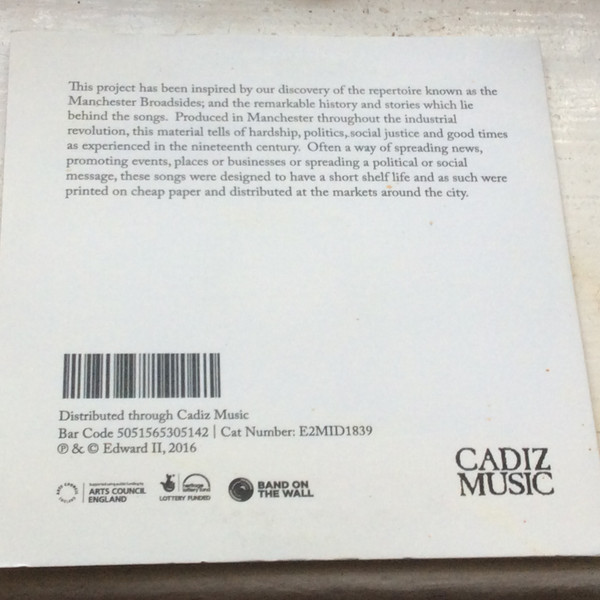 This project has been inspired by our discovery of the repertoire known as the
Manchester Broadsides; and the remarkable history and stories which lie
behind the songs. Produced in Manchester throughout the industrial
revolution, this material tells of hardship, politics, social justice and good times
as experienced in the nineteenth century. Often a way of spreading news,
promoting events, places or businesses or spreading a political or social
message, these songs were designed to have a short shelf life and as such were
printed on cheap paper and distributed at the markets around the city.
Distributed through Cadiz Music
Bar Code 5051565305142 | Cat Number: E2MID1839
℗ & © Edward II, 2016
ARTS COUNCIL
ENGLAND
LOTTERY FUNDED
BAND ON
THE WALL
CADIZ
MUSIC